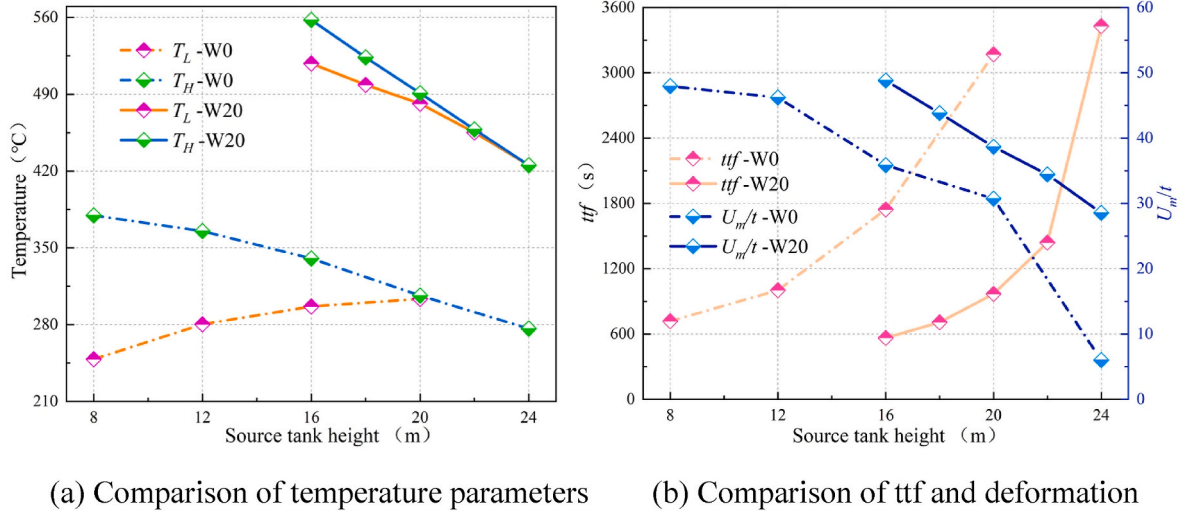 560
490
420
350
280
210
Temperature（℃）
T_L -W0
T_H -W0
T_L -W20
T_H -W20
8 12 16 20 24
Source tank height （m）
3600
3000
2400
1800
1200
600
0
ttf （s）
ttf -W0
ttf -W20
U_m/t -W0
U_m/t -W20
60
50
40
30
20
10
0
U_m/t
8 12 16 20 24
Source tank height （m）
(a) Comparison of temperature parameters
(b) Comparison of ttf and deformation